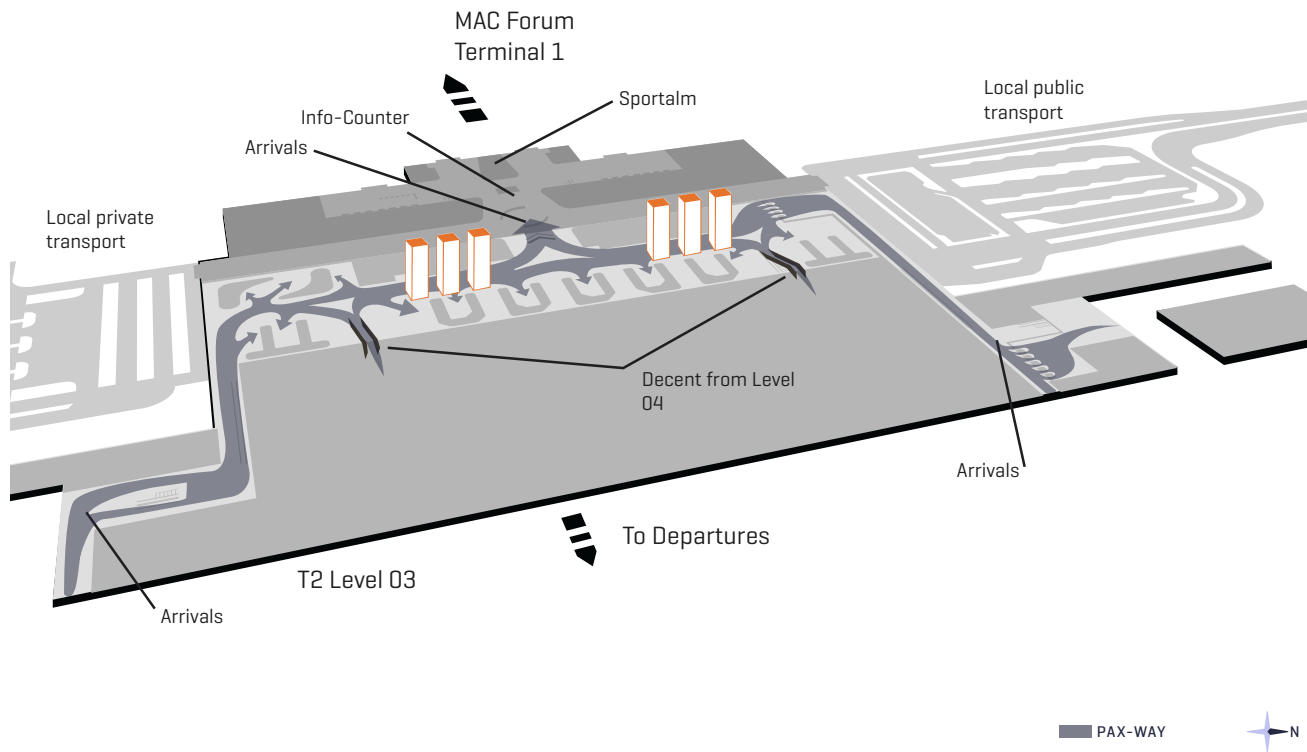 MAC Forum
Terminal 1
Sportalm
Info-Counter
Arrivals
Local public
transport
Local private
transport
Decent from Level
04
Arrivals
To Departures
T2 Level 03
Arrivals
PAX-WAY
N